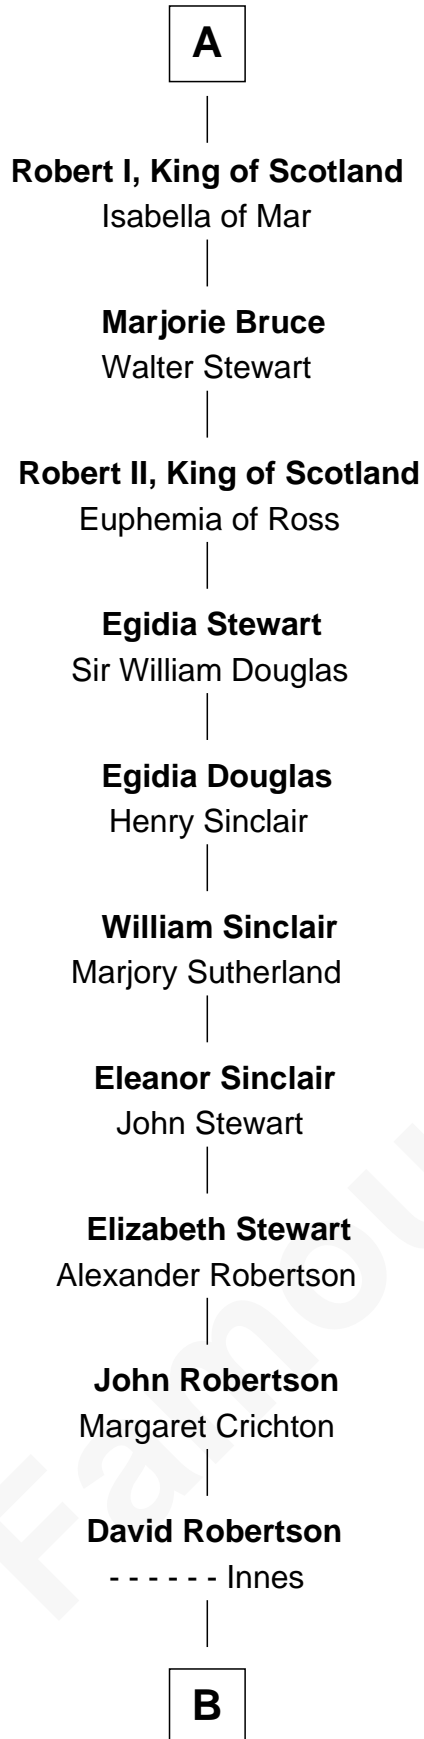 A
Robert I, King of Scotland
Isabella of Mar
Marjorie Bruce
Walter Stewart
Robert II, King of Scotland
Euphemia of Ross
Egidia Stewart
Sir William Douglas
Egidia Douglas
Henry Sinclair
William Sinclair
Marjory Sutherland
Eleanor Sinclair
John Stewart
Elizabeth Stewart
Alexander Robertson
John Robertson
Margaret Crichton
David Robertson
- - - - - - Innes
B
Famou